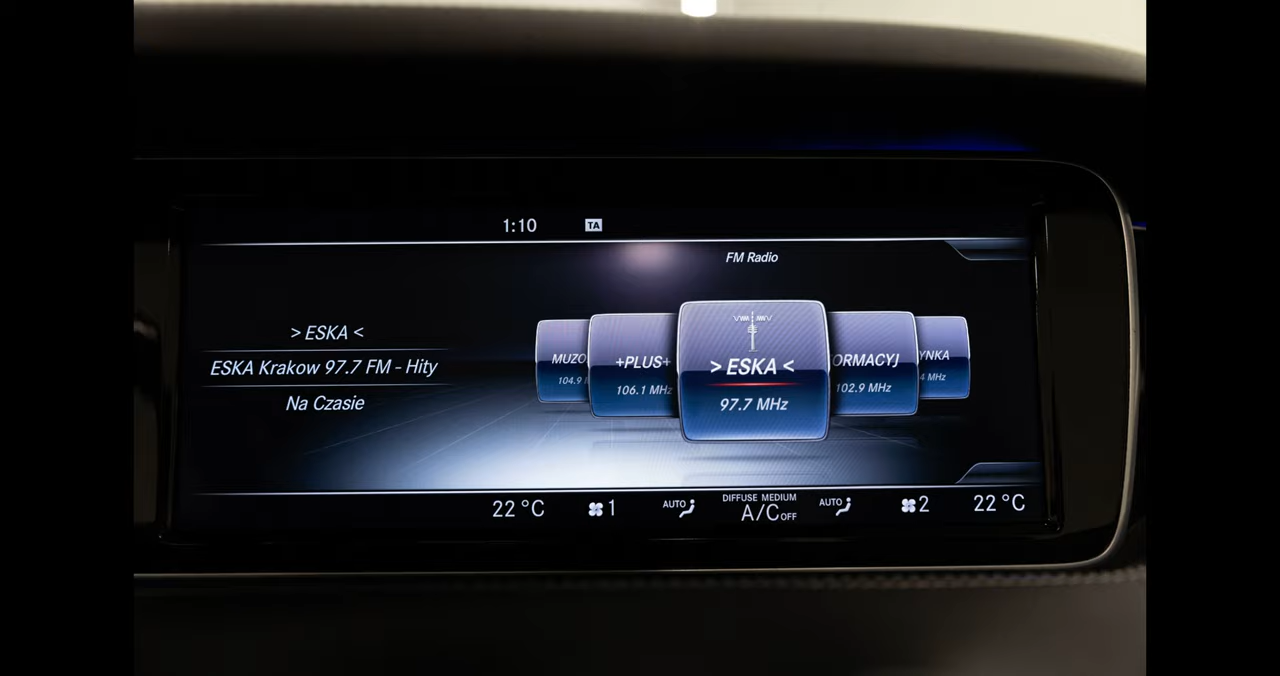 1:10 TA
FM Radio
> ESKA <
ESKA Krakow 97.7 FM - Hity
Na Czasie
MUZO
104.9
+PLUS+
106.1 MHz
> ESKA <
97.7 MHz
ORMACYJ
102.9 MHz
YNKA
4 MHz
22 °C 1 AUTO DIFFUSE MEDIUM AUTO 2 22 °C
A/C OFF